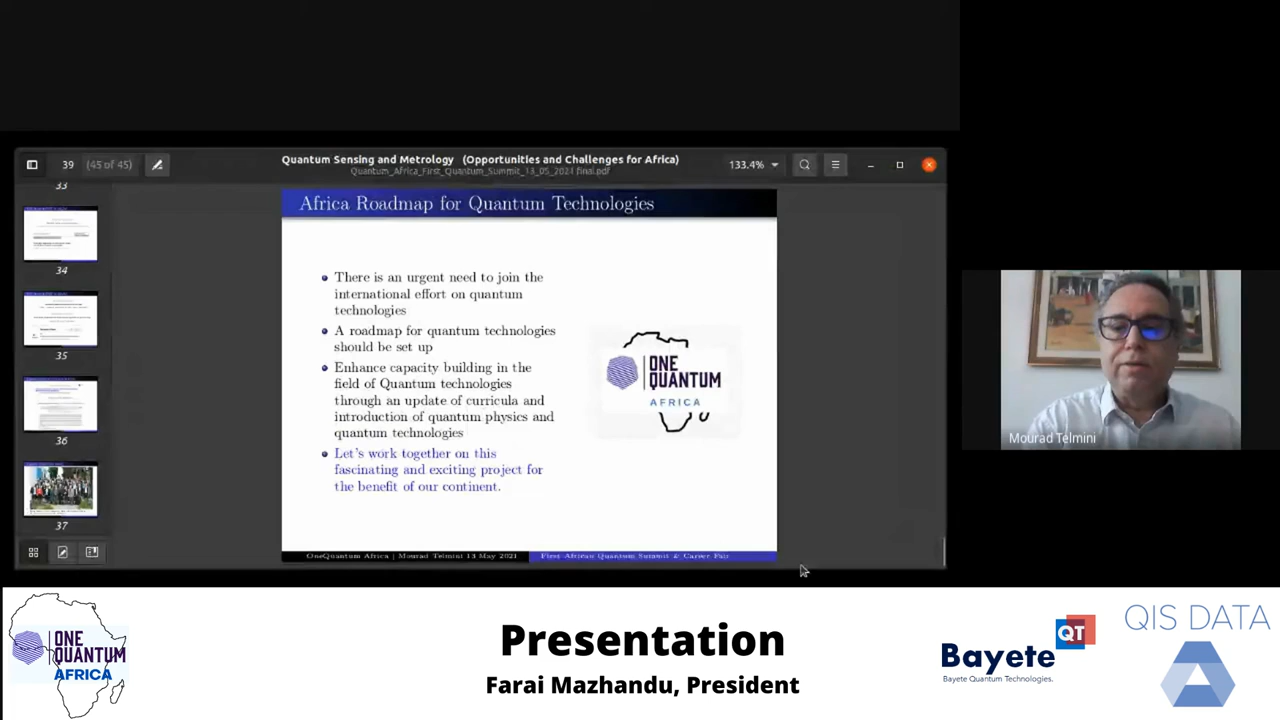 39 (45 of 45)
Quantum Sensing and Metrology (Opportunities and Challenges for Africa)
Quantum_Africa_First_Quantum_Summit_13_05_2021 final.pdf
133.4%
33
34
35
36
37
Africa Roadmap for Quantum Technologies
There is an urgent need to join the
international effort on quantum
technologies
A roadmap for quantum technologies
should be set up
Enhance capacity building in the
field of Quantum technologies
through an update of curricula and
introduction of quantum physics and
quantum technologies
Let's work together on this
fascinating and exciting project for
the benefit of our continent.
ONE
QUANTUM
AFRICA
OneQuantum Africa | Mourad Telmini 13 May 2021
First African Quantum Summit & Career Fair
Mourad Telmini
ONE
QUANTUM
AFRICA
Presentation
Farai Mazhandu, President
Bayete QT
Bayete Quantum Technologies.
QIS DATA